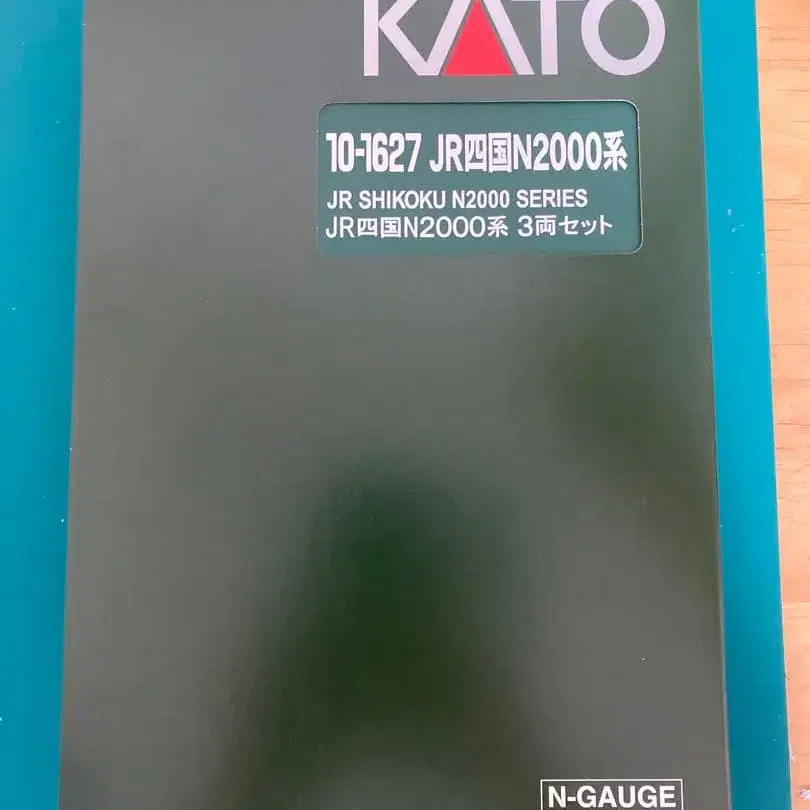 KATO
10-1627 JR四国N2000系
JR SHIKOKU N2000 SERIES
JR四国N2000系 3両セット
N-GAUGE